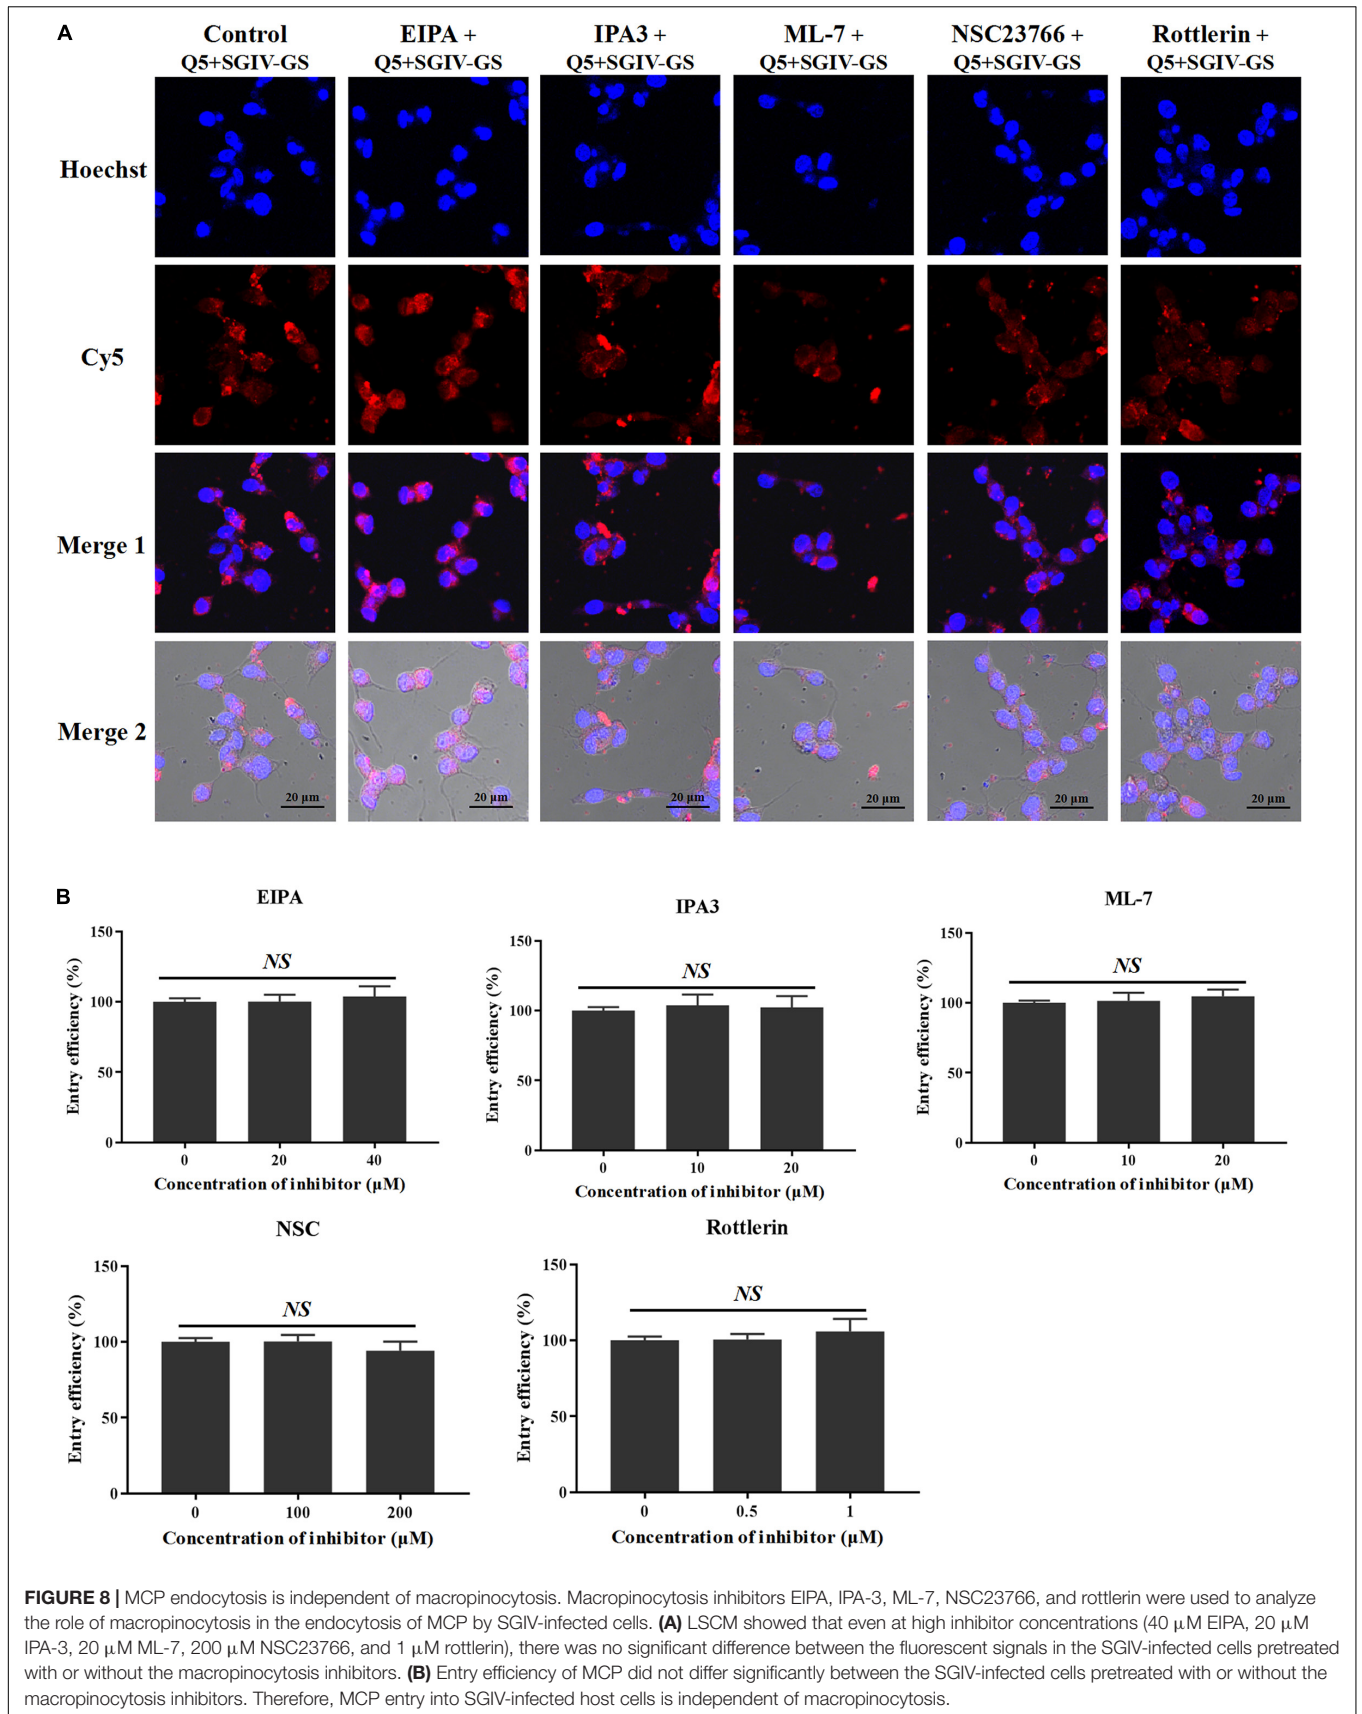 A
Control
Q5+SGIV-GS
EIPA +
Q5+SGIV-GS
IPA3 +
Q5+SGIV-GS
ML-7 +
Q5+SGIV-GS
NSC23766 +
Q5+SGIV-GS
Rottlerin +
Q5+SGIV-GS
Hoechst
Cy5
Merge 1
Merge 2
20 µm
20 µm
20 µm
20 µm
20 µm
20 µm
B
EIPA
NS
Entry efficiency (%)
150
100
50
0
0 20 40
Concentration of inhibitor (µM)
IPA3
NS
Entry efficiency (%)
150
100
50
0
0 10 20
Concentration of inhibitor (µM)
ML-7
NS
Entry efficiency (%)
150
100
50
0
0 10 20
Concentration of inhibitor (µM)
NSC
NS
Entry efficiency (%)
150
100
50
0
0 100 200
Concentration of inhibitor (µM)
Rottlerin
NS
Entry efficiency (%)
150
100
50
0
0 0.5 1
Concentration of inhibitor (µM)
FIGURE 8 | MCP endocytosis is independent of macropinocytosis. Macropinocytosis inhibitors EIPA, IPA-3, ML-7, NSC23766, and rottlerin were used to analyze
the role of macropinocytosis in the endocytosis of MCP by SGIV-infected cells. (A) LSCM showed that even at high inhibitor concentrations (40 µM EIPA, 20 µM
IPA-3, 20 µM ML-7, 200 µM NSC23766, and 1 µM rottlerin), there was no significant difference between the fluorescent signals in the SGIV-infected cells pretreated
with or without the macropinocytosis inhibitors. (B) Entry efficiency of MCP did not differ significantly between the SGIV-infected cells pretreated with or without the
macropinocytosis inhibitors. Therefore, MCP entry into SGIV-infected host cells is independent of macropinocytosis.